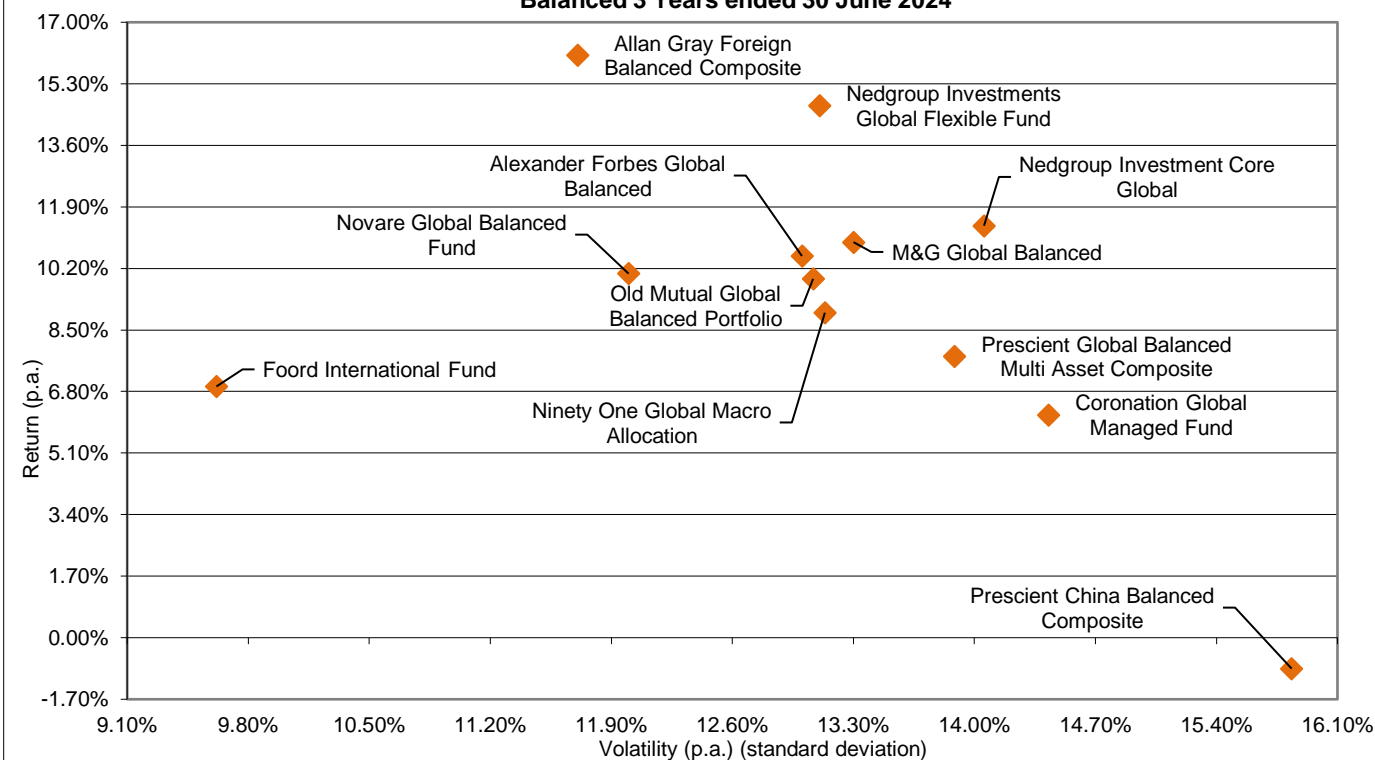 Balanced 3 Years ended 30 June 2024
17.00%
15.30%
13.60%
11.90%
10.20%
8.50%
6.80%
5.10%
3.40%
1.70%
0.00%
-1.70%
Return (p.a.)
Allan Gray Foreign
Balanced Composite
Nedgroup Investments
Global Flexible Fund
Alexander Forbes Global
Balanced
Nedgroup Investment Core
Global
Novare Global Balanced
Fund
M&G Global Balanced
Old Mutual Global
Balanced Portfolio
Foord International Fund
Prescient Global Balanced
Multi Asset Composite
Ninety One Global Macro
Allocation
Coronation Global
Managed Fund
Prescient China Balanced
Composite
9.10% 9.80% 10.50% 11.20% 11.90% 12.60% 13.30% 14.00% 14.70% 15.40% 16.10%
Volatility (p.a.) (standard deviation)